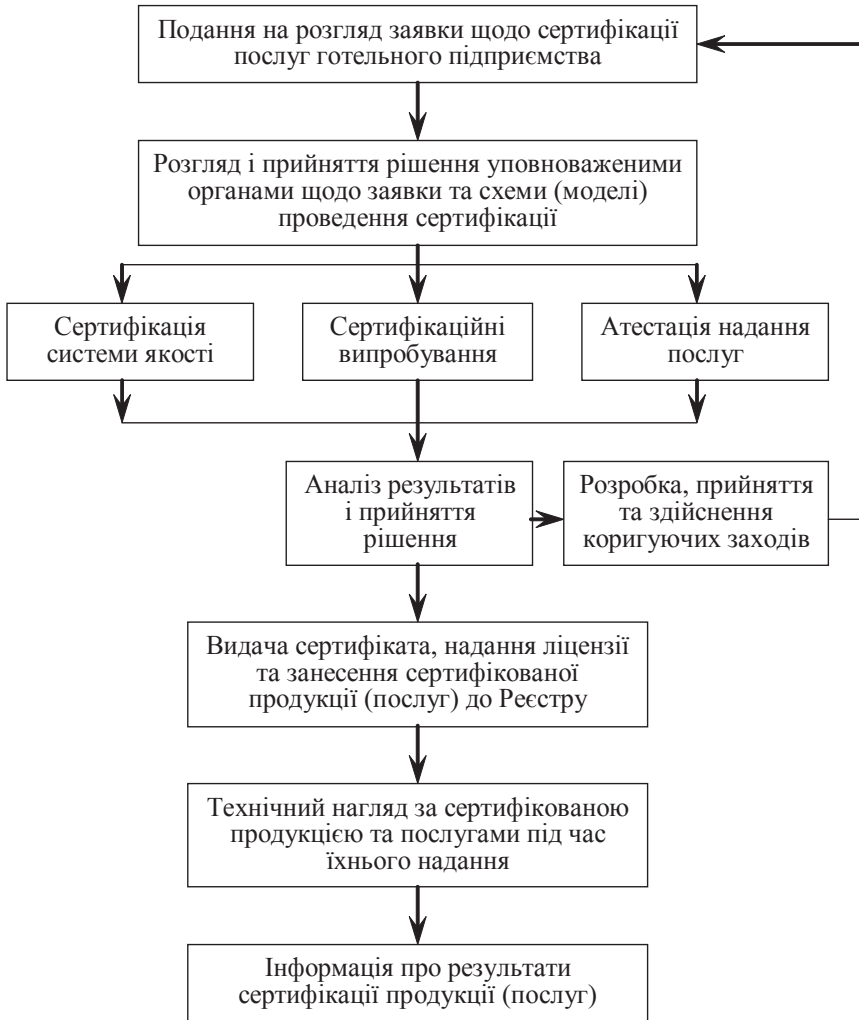 Подання на розгляд заявки щодо сертифікації
послуг готельного підприємства
Розгляд і прийняття рішення уповноваженими
органами щодо заявки та схеми (моделі)
проведення сертифікації
Сертифікація
системи якості
Сертифікаційні
випробування
Атестація надання
послуг
Аналіз результатів
і прийняття
рішення
Розробка, прийняття
та здійснення
коригуючих заходів
Видача сертифіката, надання ліцензії
та занесення сертифікованої
продукції (послуг) до Реєстру
Технічний нагляд за сертифікованою
продукцією та послугами під час
їхнього надання
Інформація про результати
сертифікації продукції (послуг)